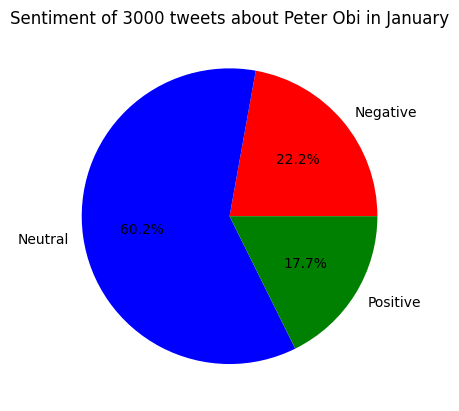 Sentiment of 3000 tweets about Peter Obi in January
Negative
22.2%
60.2%
Neutral
17.7%
Positive